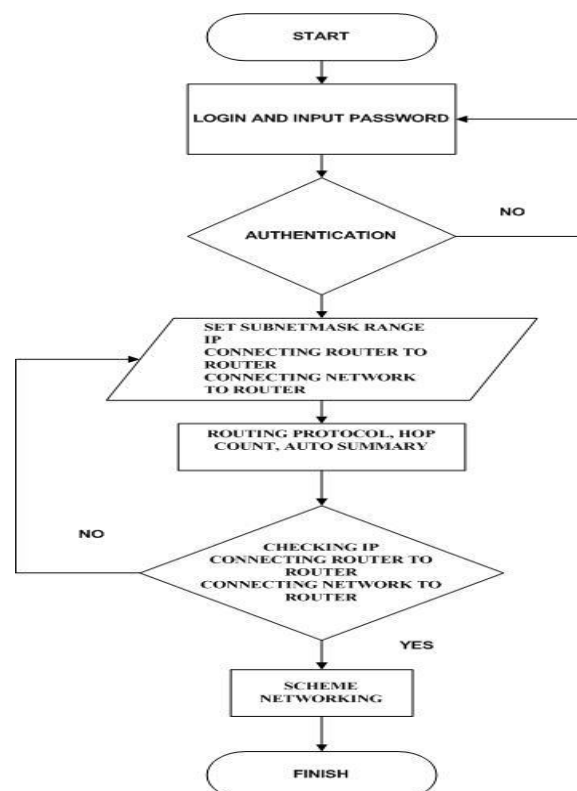 START
LOGIN AND INPUT PASSWORD
AUTHENTICATION
NO
SET SUBNETMASK RANGE
IP
CONNECTING ROUTER TO
ROUTER
CONNECTING NETWORK
TO ROUTER
ROUTING PROTOCOL, HOP
COUNT, AUTO SUMMARY
NO
CHECKING IP
CONNECTING ROUTER TO
ROUTER
CONNECTING NETWORK TO
ROUTER
YES
SCHEME
NETWORKING
FINISH